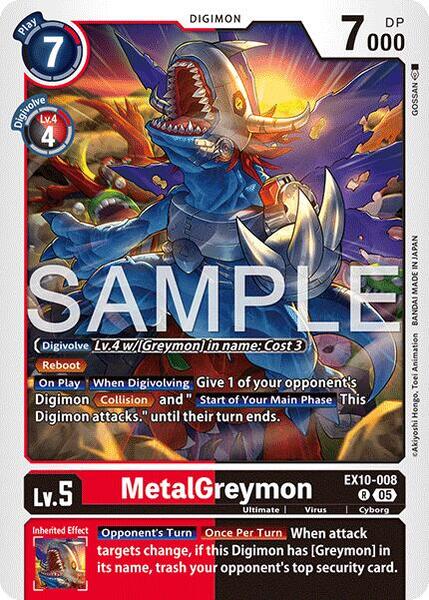 DIGIMON
Play
7
7000
DP
Digivolve
Lv.4
4
GOSSAN
SAMPLE
Digivolve Lv.4 w/[Greymon] in name: Cost 3
Reboot
On Play When Digivolving Give 1 of your opponent's
Digimon Collision and " Start of Your Main Phase This
Digimon attacks." until their turn ends.
©Akiyoshi Hongo, Toei Animation BANDAI MADE IN JAPAN
Lv.5
MetalGreymon
EX10-008
R 05
Ultimate Virus Cyborg
Inherited Effect
Opponent's Turn Once Per Turn When attack
targets change, if this Digimon has [Greymon] in
its name, trash your opponent's top security card.